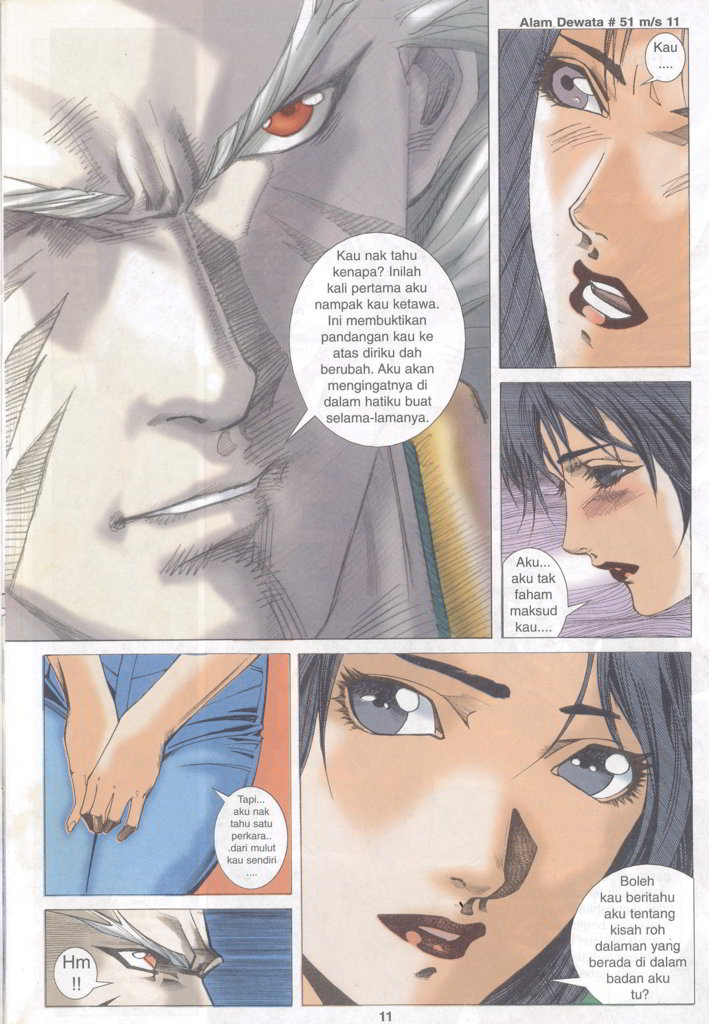 Alam Dewata # 51 m/s 11
Kau nak tahu
kenapa? Inilah
kali pertama aku
nampak kau ketawa.
Ini membuktikan
pandangan kau ke
atas diriku dah
berubah. Aku akan
mengingatnya di
dalam hatiku buat
selama-lamanya.
Kau
....
Aku...
aku tak
faham
maksud
kau....
Tapi...
aku nak
tahu satu
perkara..
.dari mulut
kau sendiri
....
Hm
!!
Boleh
kau beritahu
aku tentang
kisah roh
dalaman yang
berada di dalam
badan aku
tu?
11